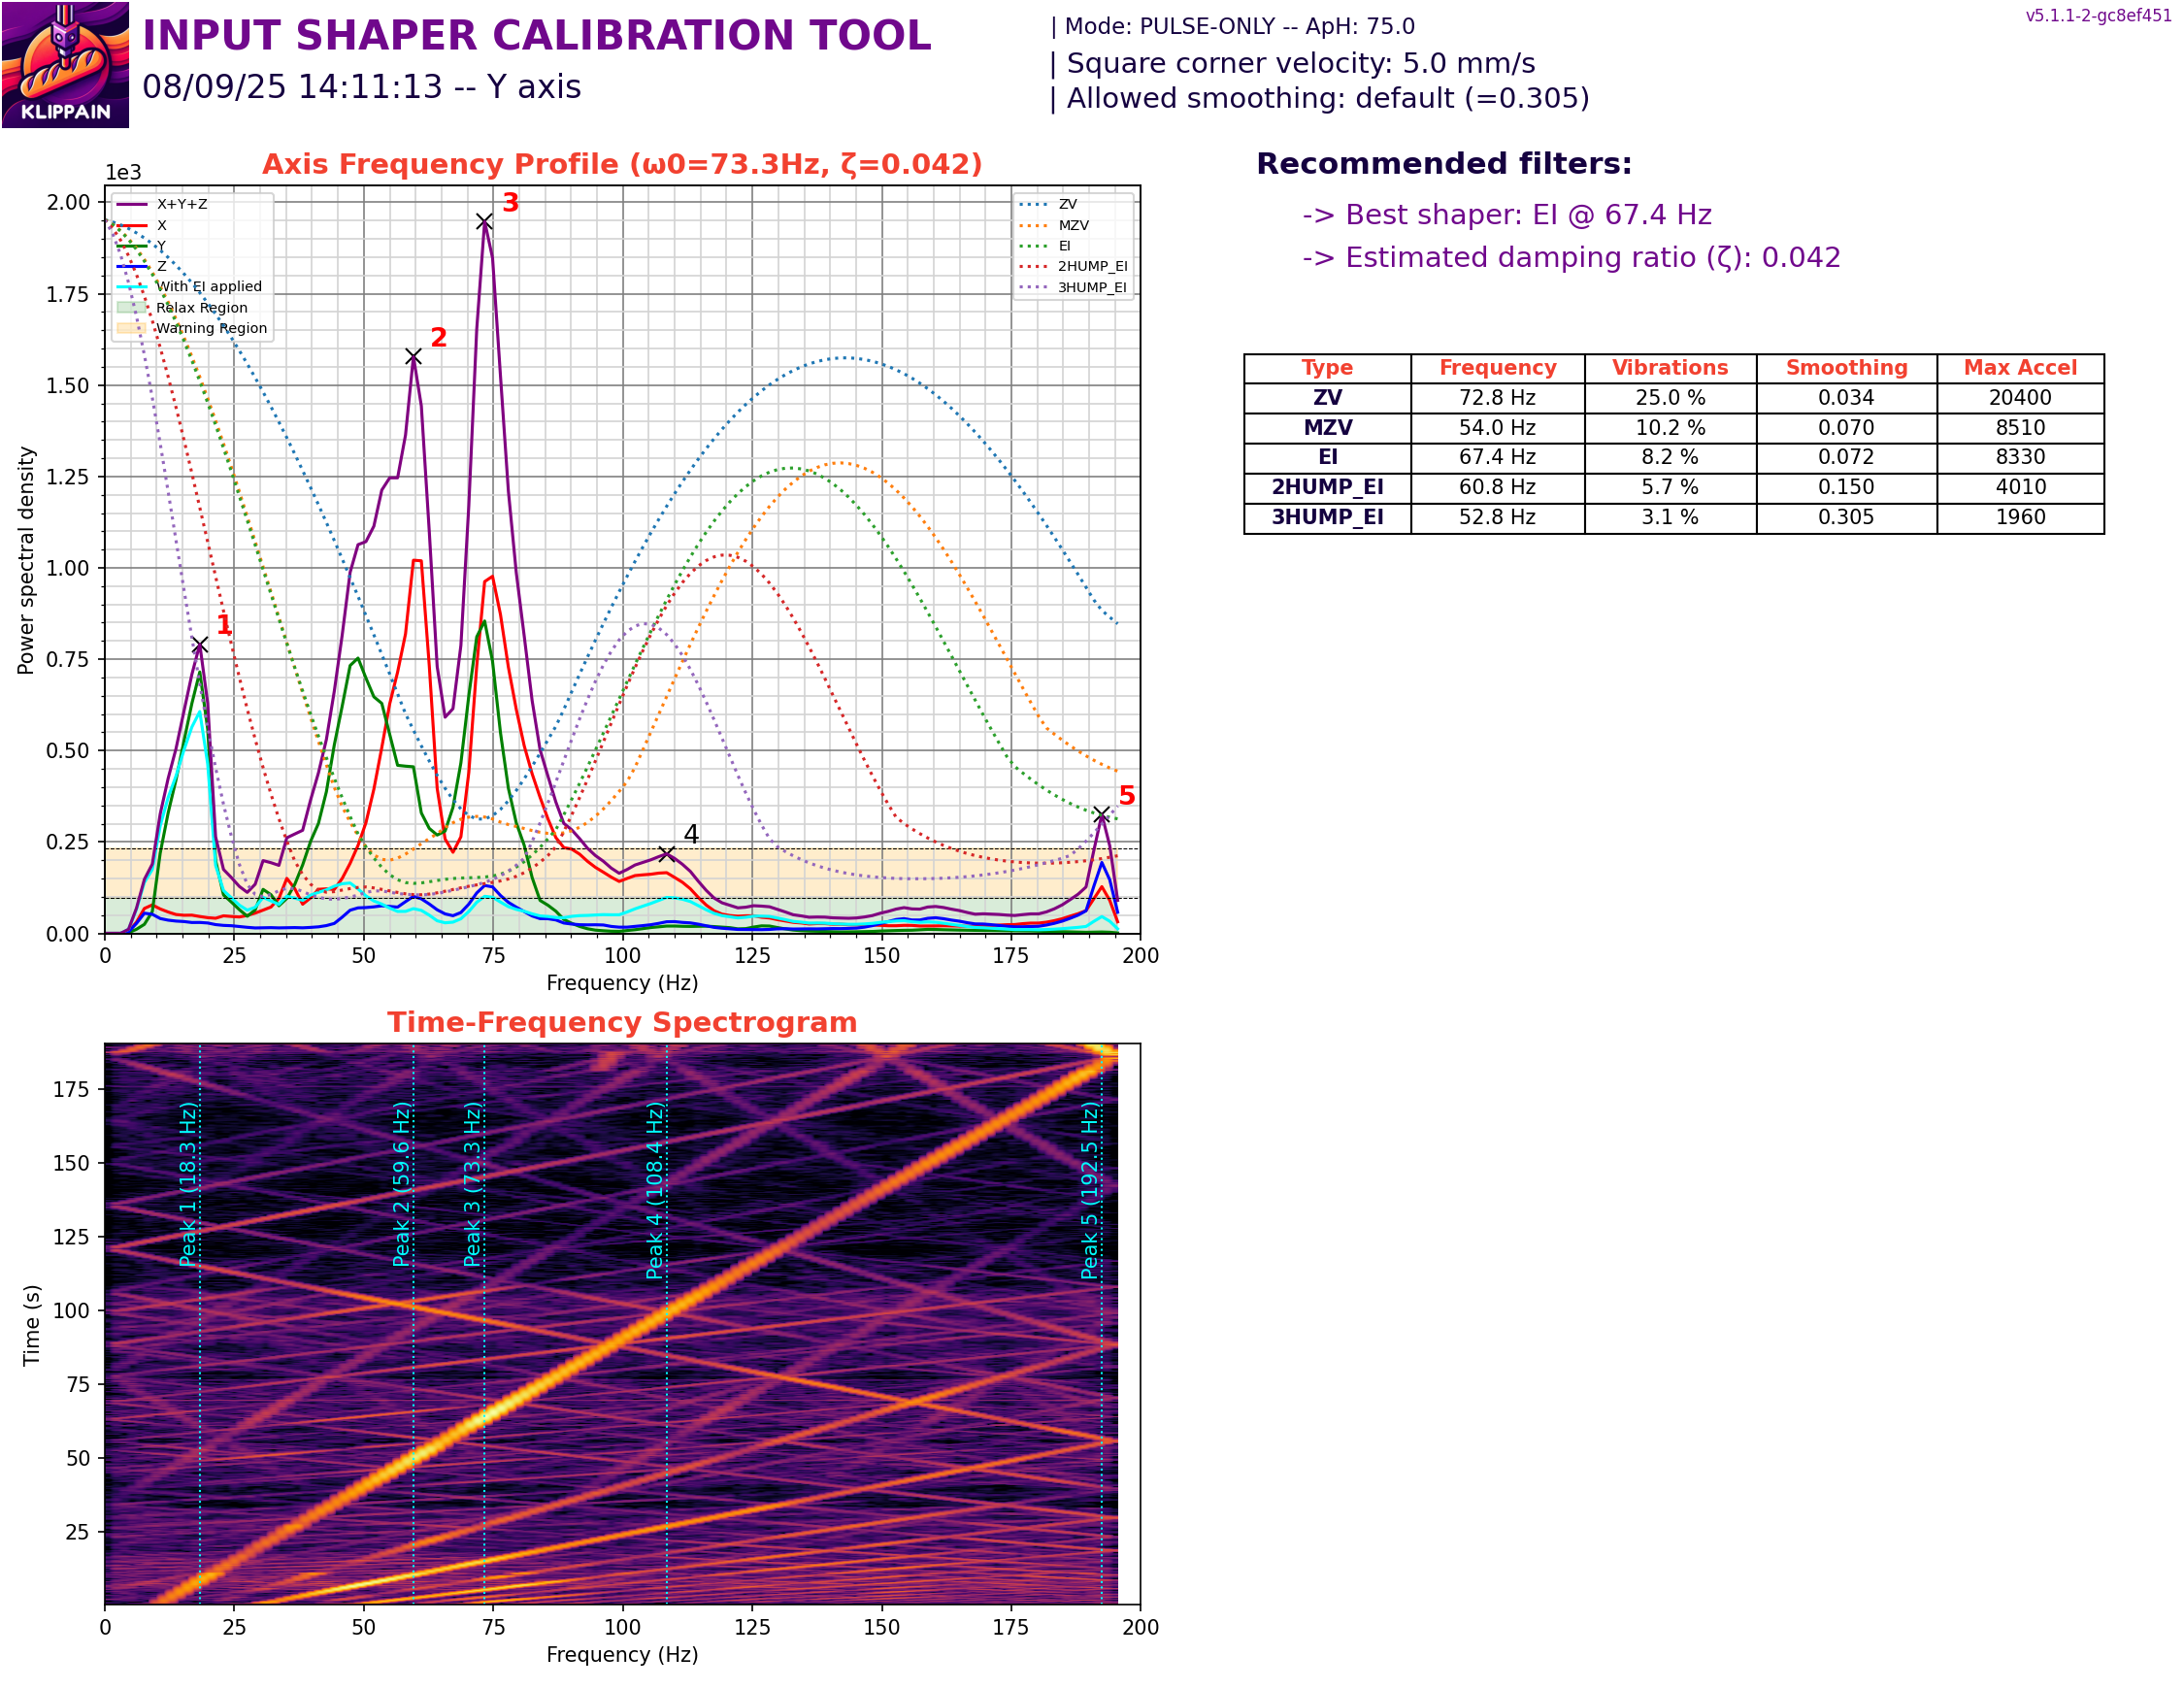 KLIPPAIN
INPUT SHAPER CALIBRATION TOOL
08/09/25 14:11:13 -- Y axis
| Mode: PULSE-ONLY -- ApH: 75.0
| Square corner velocity: 5.0 mm/s
| Allowed smoothing: default (=0.305)
v5.1.1-2-gc8ef451
Axis Frequency Profile (ω0=73.3Hz, ζ=0.042)
1e3
2.00
1.75
1.50
1.25
1.00
0.75
0.50
0.25
0.00
Power spectral density
X+Y+Z
X
Y
Z
With EI applied
Relax Region
Warning Region
ZV
MZV
EI
2HUMP_EI
3HUMP_EI
1
2
3
4
5
0 25 50 75 100 125 150 175 200
Frequency (Hz)
Recommended filters:
-> Best shaper: EI @ 67.4 Hz
-> Estimated damping ratio (ζ): 0.042
Type Frequency Vibrations Smoothing Max Accel
ZV 72.8 Hz 25.0 % 0.034 20400
MZV 54.0 Hz 10.2 % 0.070 8510
EI 67.4 Hz 8.2 % 0.072 8330
2HUMP_EI 60.8 Hz 5.7 % 0.150 4010
3HUMP_EI 52.8 Hz 3.1 % 0.305 1960
Time-Frequency Spectrogram
175
150
125
100
75
50
25
Time (s)
Peak 1 (18.3 Hz)
Peak 2 (59.6 Hz)
Peak 3 (73.3 Hz)
Peak 4 (108.4 Hz)
Peak 5 (192.5 Hz)
0 25 50 75 100 125 150 175 200
Frequency (Hz)